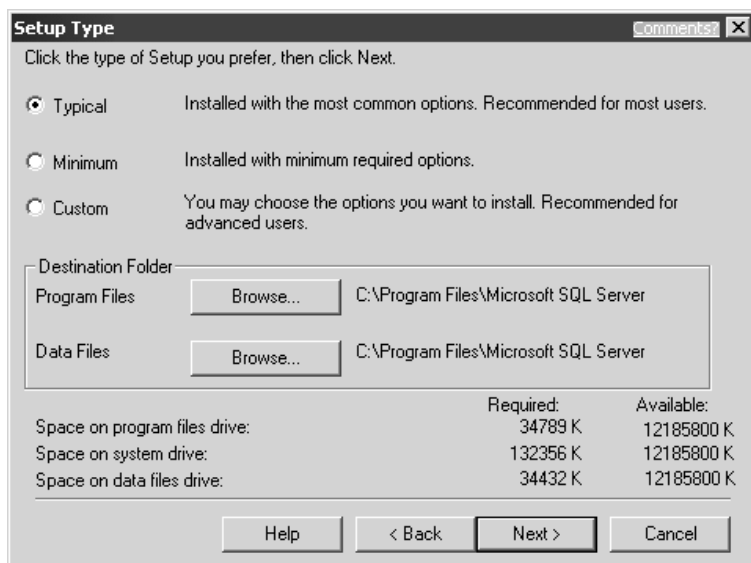 Setup Type Comments? X
Click the type of Setup you prefer, then click Next.
Typical Installed with the most common options. Recommended for most users.
Minimum Installed with minimum required options.
Custom You may choose the options you want to install. Recommended for
advanced users.
Destination Folder
Program Files Browse... C:\Program Files\Microsoft SQL Server
Data Files Browse... C:\Program Files\Microsoft SQL Server
Required: Available:
Space on program files drive: 34789 K 12185800 K
Space on system drive: 132356 K 12185800 K
Space on data files drive: 34432 K 12185800 K
Help < Back Next > Cancel